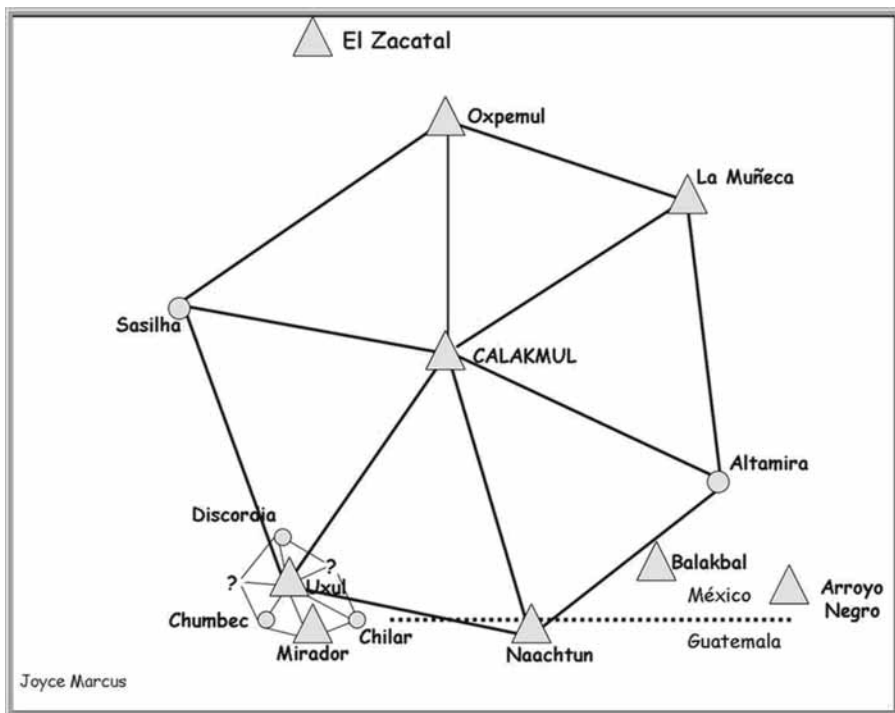 El Zacatal
Oxpemul
La Muñeca
Sasilha
CALAKMUL
Altamira
Discordia
?
?
Uxul
Balakbal
México
Arroyo
Negro
Chumbec
Chilar
Mirador
Naachtun
Guatemala
Joyce Marcus